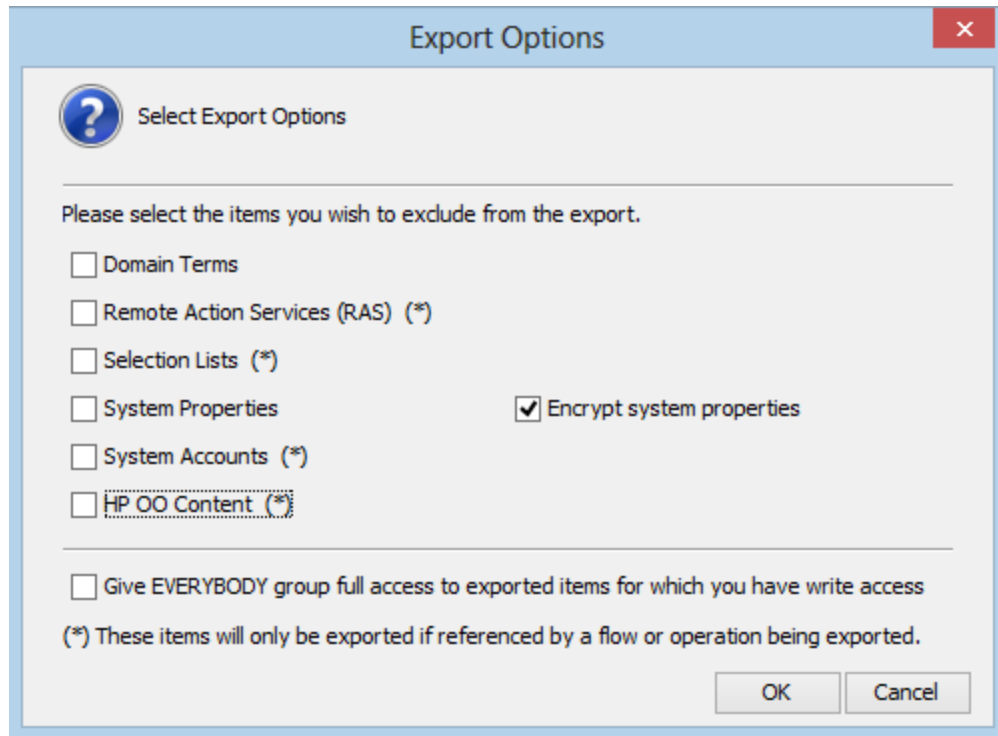 Export Options
Select Export Options
Please select the items you wish to exclude from the export.
Domain Terms
Remote Action Services (RAS) (*)
Selection Lists (*)
System Properties
Encrypt system properties
System Accounts (*)
HP OO Content (*)
Give EVERYBODY group full access to exported items for which you have write access
(*) These items will only be exported if referenced by a flow or operation being exported.
OK
Cancel